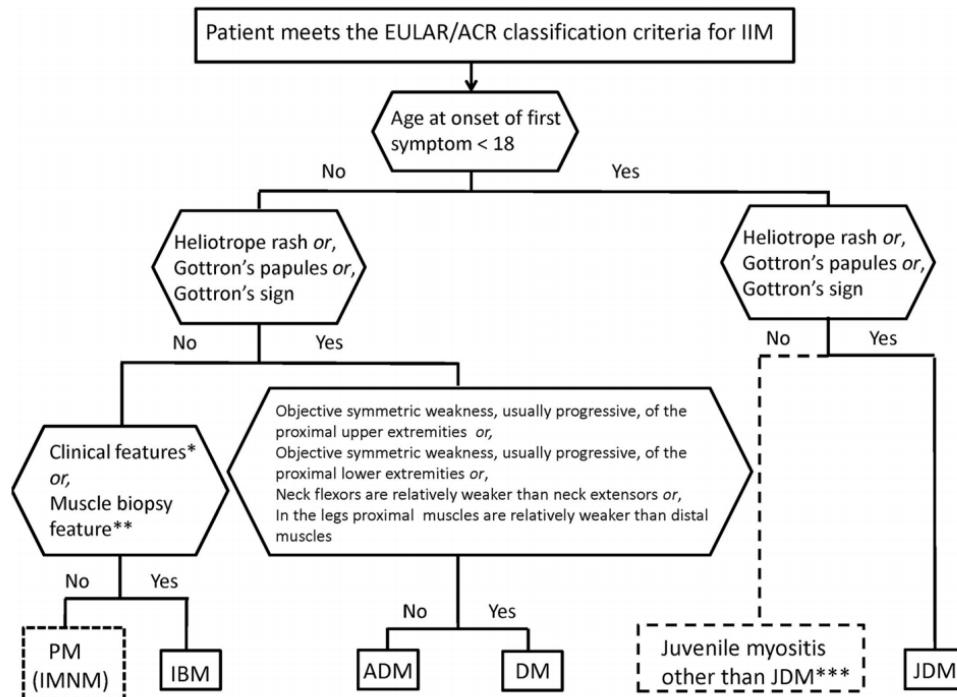 Patient meets the EULAR/ACR classification criteria for IIM
Age at onset of first
symptom < 18
No
Yes
Heliotrope rash or,
Gottron's papules or,
Gottron's sign
Heliotrope rash or,
Gottron's papules or,
Gottron's sign
No
Yes
No
Yes
Clinical features*
or,
Muscle biopsy
feature**
Objective symmetric weakness, usually progressive, of the
proximal upper extremities or,
Objective symmetric weakness, usually progressive, of the
proximal lower extremities or,
Neck flexors are relatively weaker than neck extensors or,
In the legs proximal muscles are relatively weaker than distal
muscles
No
Yes
No
Yes
PM
(IMNM)
IBM
ADM
DM
Juvenile myositis
other than JDM***
JDM